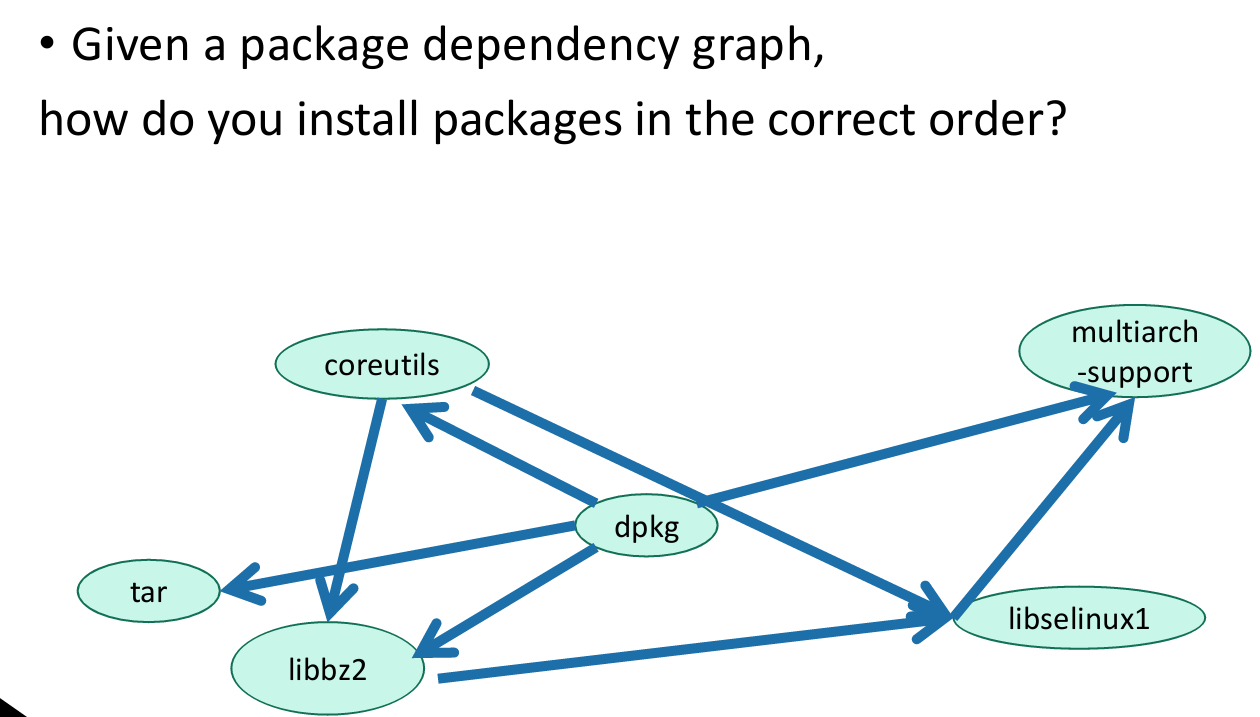 • Given a package dependency graph,
how do you install packages in the correct order?
coreutils
multiarch
-support
dpkg
tar
libselinux1
libbz2